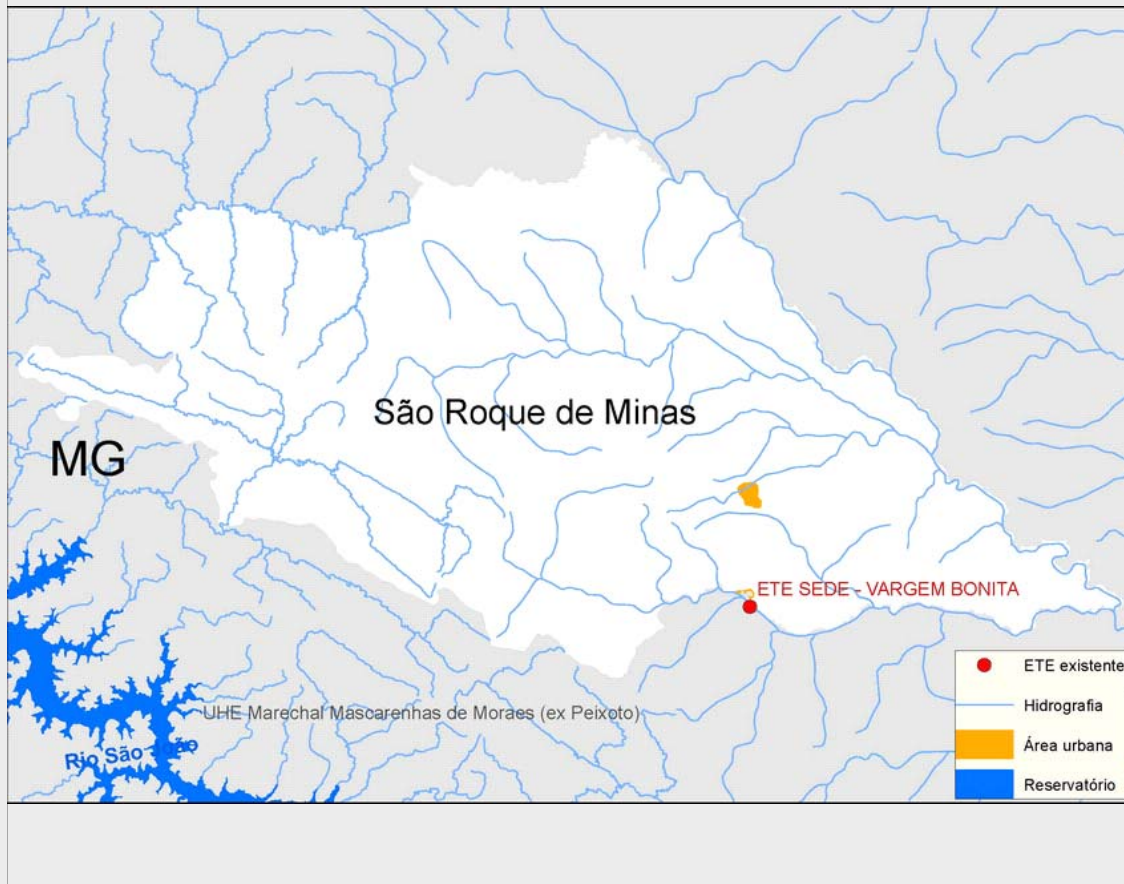 São Roque de Minas
MG
ETE SEDE - VARGEM BONITA
UHE Marechal Mascarenhas de Moraes (ex Peixoto)
Rio São João
ETE existente
Hidrografia
Área urbana
Reservatório